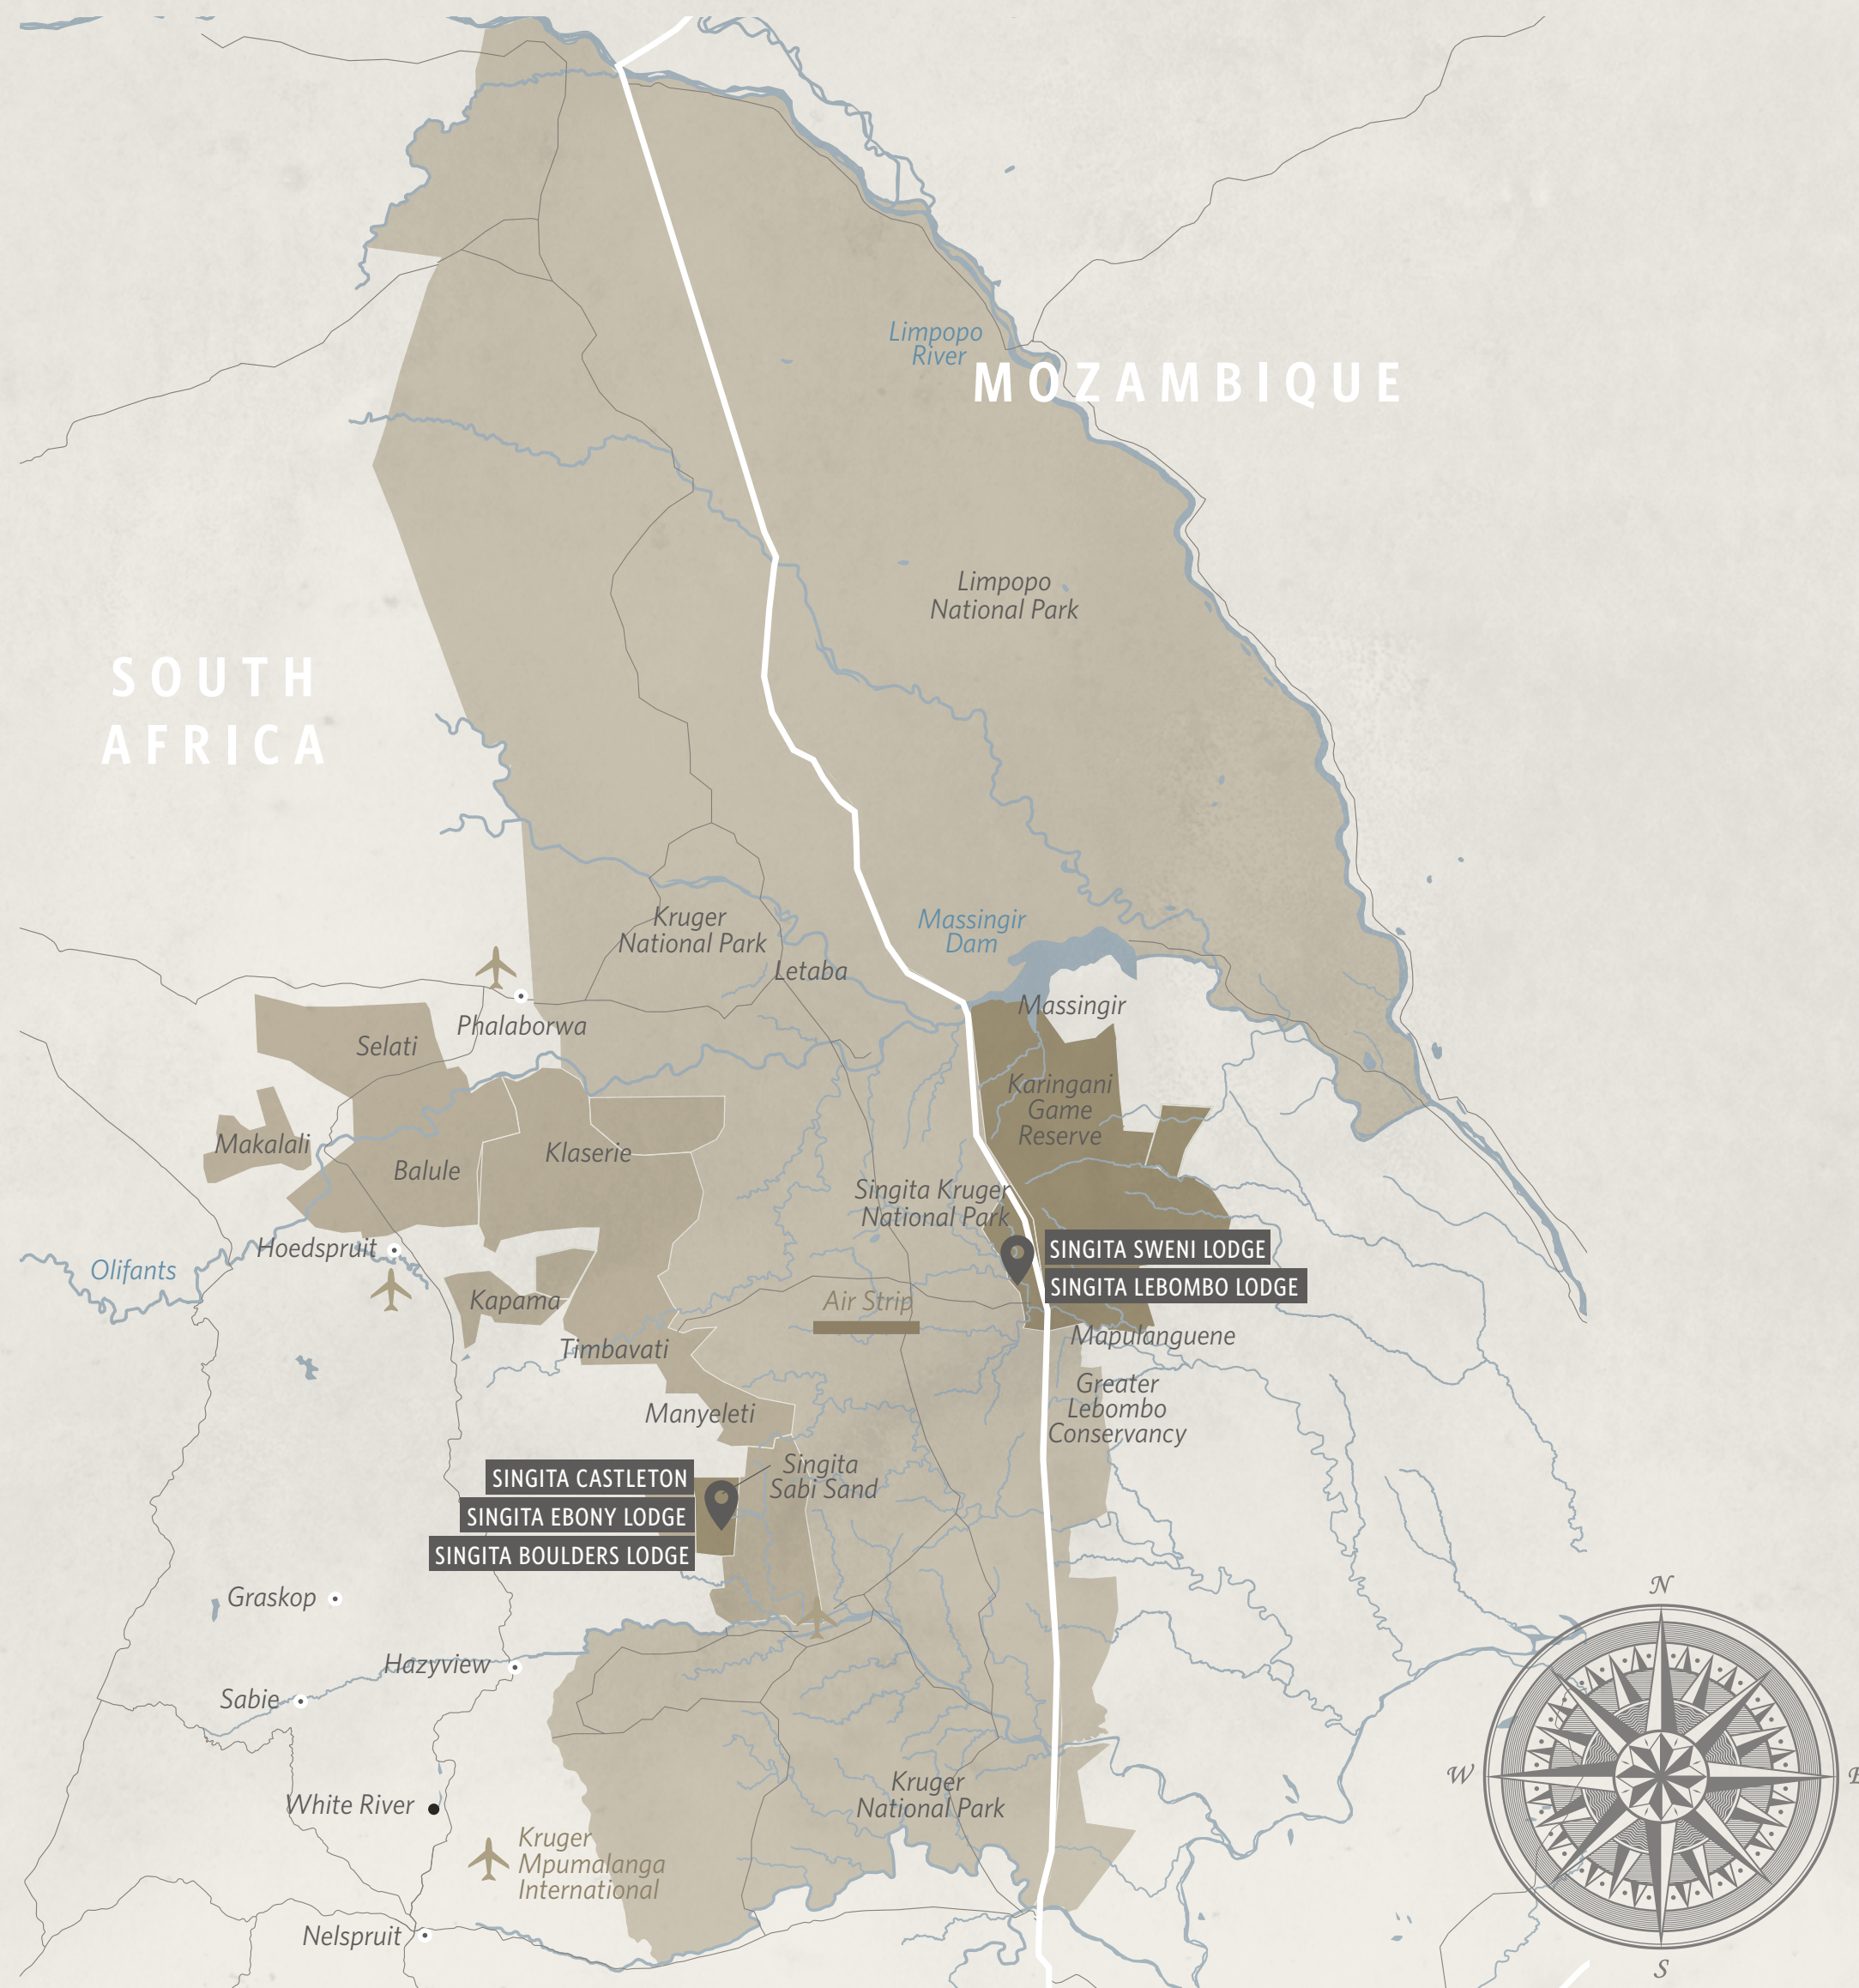 Limpopo
River
MOZAMBIQUE
Limpopo
National Park
SOUTH
AFRICA
Kruger
National Park
Massingir
Dam
Letaba
Massingir
Phalaborwa
Selati
Karingani
Game
Reserve
Makalali
Balule
Klaserie
Singita Kruger
National Park
Hoedspruit
SINGITA SWENI LODGE
Olifants
SINGITA LEBOMBO LODGE
Kapama
Air Strip
Timbavati
Mapulanguene
Greater
Lebombo
Conservancy
Manyeleti
Singita
Sabi Sand
SINGITA CASTLETON
SINGITA EBONY LODGE
SINGITA BOULDERS LODGE
Graskop
N
Hazyview
Sabie
W
E
Kruger
National Park
White River
Kruger
Mpumalanga
International
Nelspruit
S